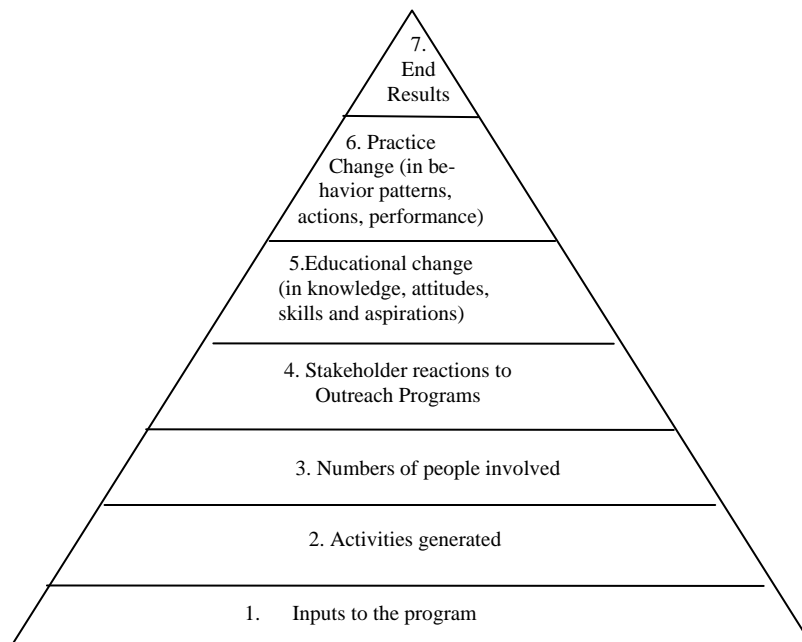 7.
End
Results
6. Practice
Change (in be-
havior patterns,
actions, performance)
5.Educational change
(in knowledge, attitudes,
skills and aspirations)
4. Stakeholder reactions to
Outreach Programs
3. Numbers of people involved
2. Activities generated
1. Inputs to the program